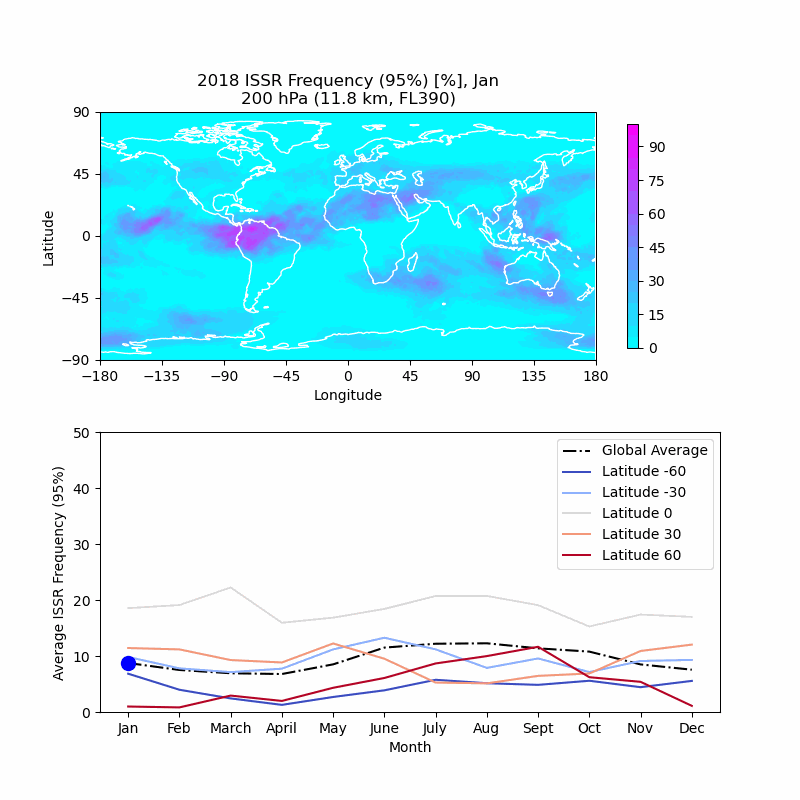 2018 ISSR Frequency (95%) [%], Jan
200 hPa (11.8 km, FL390)
90
45
0
−45
−90
Latitude
−180 −135 −90 −45 0 45 90 135 180
Longitude
90
75
60
45
30
15
0
50
40
30
20
10
0
Average ISSR Frequency (95%)
Global Average
Latitude -60
Latitude -30
Latitude 0
Latitude 30
Latitude 60
Jan Feb March April May June July Aug Sept Oct Nov Dec
Month